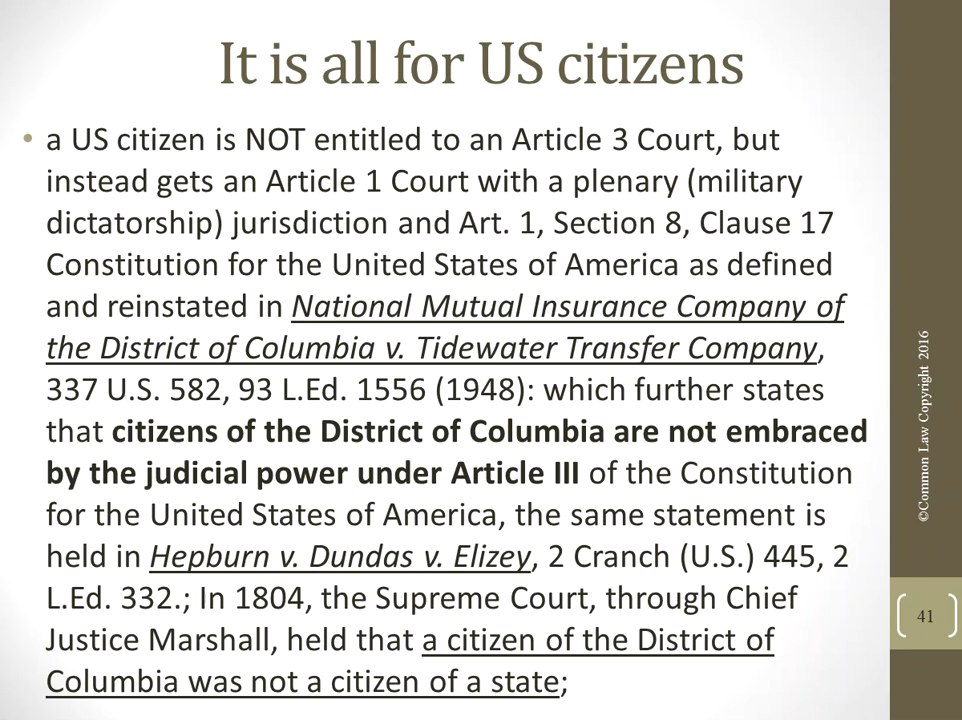 It is all for US citizens
• a US citizen is NOT entitled to an Article 3 Court, but
instead gets an Article 1 Court with a plenary (military
dictatorship) jurisdiction and Art. 1, Section 8, Clause 17
Constitution for the United States of America as defined
and reinstated in National Mutual Insurance Company of
the District of Columbia v. Tidewater Transfer Company,
337 U.S. 582, 93 L.Ed. 1556 (1948): which further states
that citizens of the District of Columbia are not embraced
by the judicial power under Article III of the Constitution
for the United States of America, the same statement is
held in Hepburn v. Dundas v. Elizey, 2 Cranch (U.S.) 445, 2
L.Ed. 332.; In 1804, the Supreme Court, through Chief
Justice Marshall, held that a citizen of the District of
Columbia was not a citizen of a state;
©Common Law Copyright 2016
41